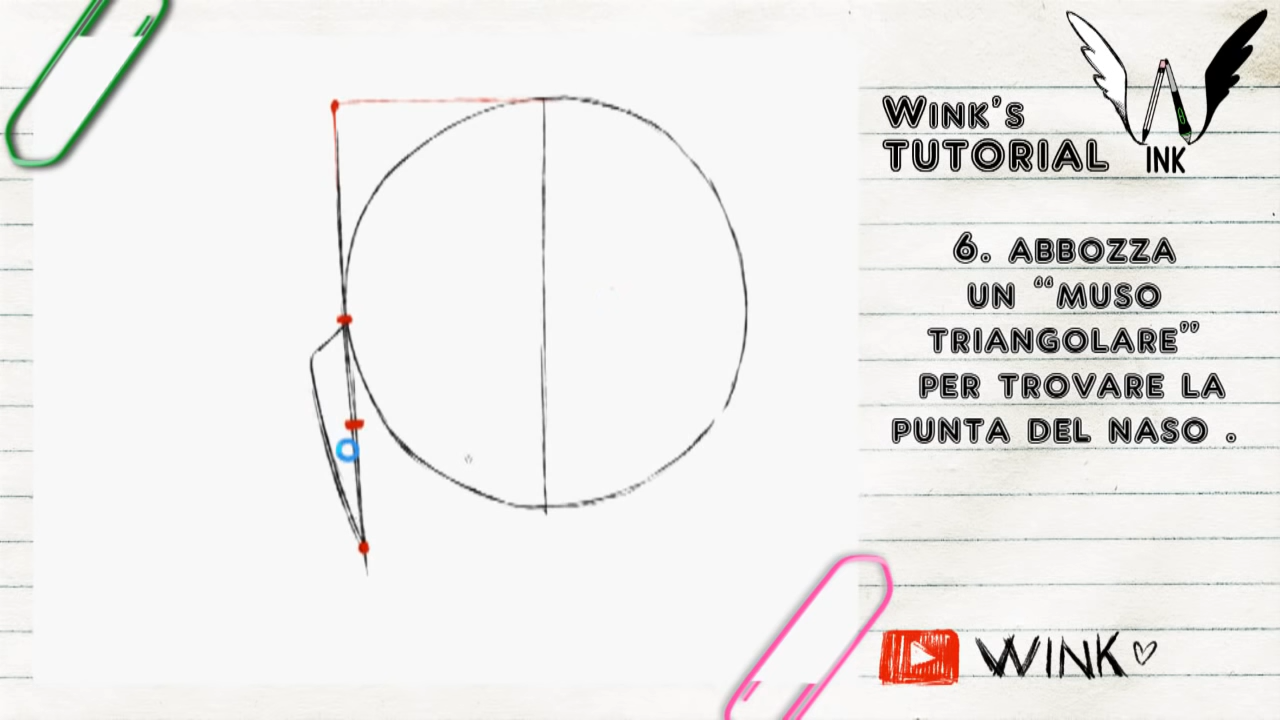 WINK'S
TUTORIAL
INK
6. ABBOZZA
UN “MUSO
TRIANGOLARE”
PER TROVARE LA
PUNTA DEL NASO .
WINK